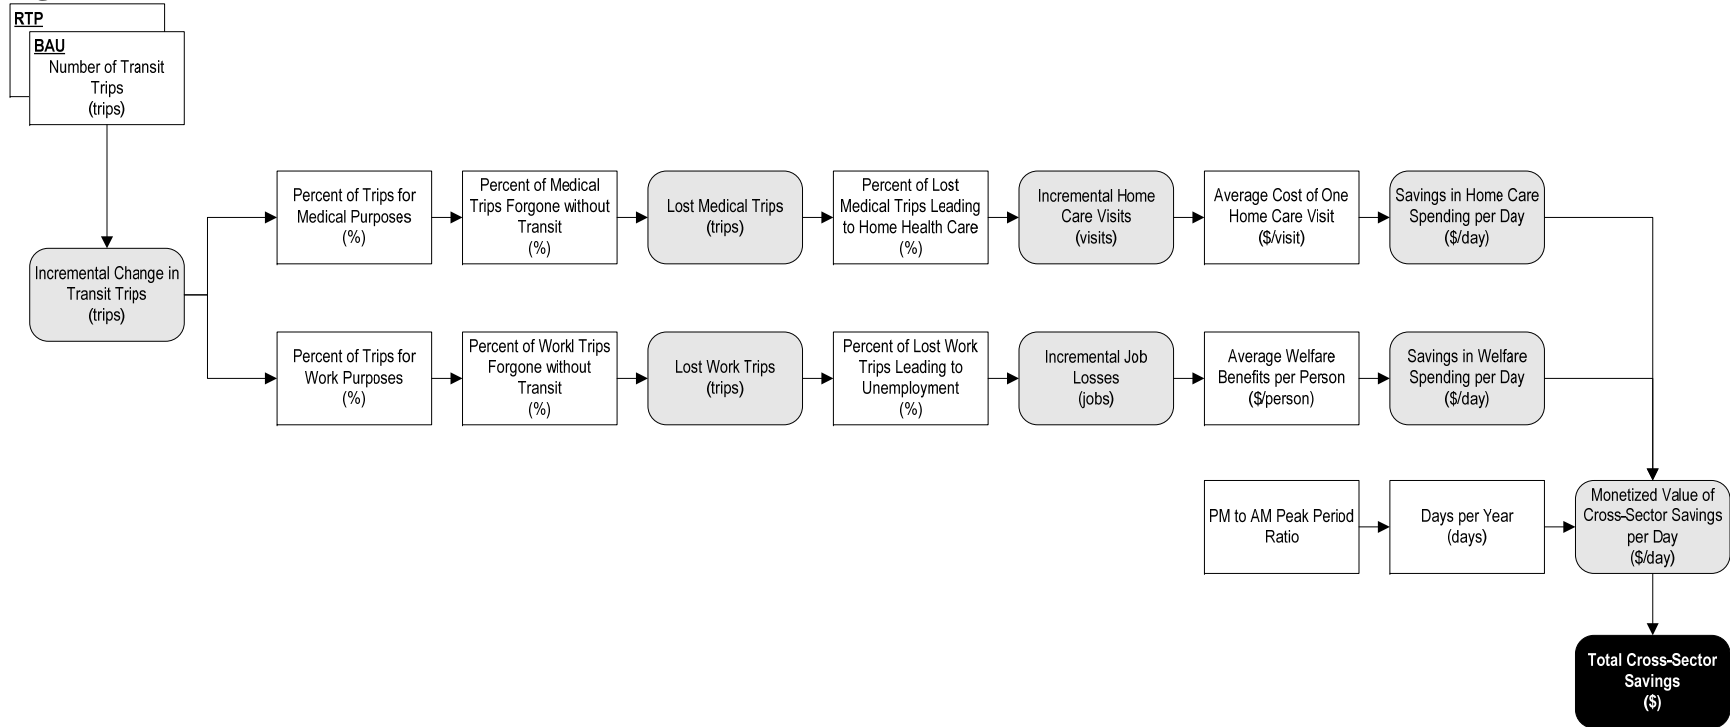 RTP
BAU
Number of Transit
Trips
(trips)
Incremental Change in
Transit Trips
(trips)
Percent of Trips for
Medical Purposes
(%)
Percent of Medical
Trips Forgone without
Transit
(%)
Lost Medical Trips
(trips)
Percent of Lost
Medical Trips Leading
to Home Health Care
(%)
Incremental Home
Care Visits
(visits)
Average Cost of One
Home Care Visit
($/visit)
Savings in Home Care
Spending per Day
($/day)
Percent of Trips for
Work Purposes
(%)
Percent of Workl Trips
Forgone without
Transit
(%)
Lost Work Trips
(trips)
Percent of Lost Work
Trips Leading to
Unemployment
(%)
Incremental Job
Losses
(jobs)
Average Welfare
Benefits per Person
($/person)
Savings in Welfare
Spending per Day
($/day)
PM to AM Peak Period
Ratio
Days per Year
(days)
Monetized Value of
Cross-Sector Savings
per Day
($/day)
Total Cross-Sector
Savings
($)